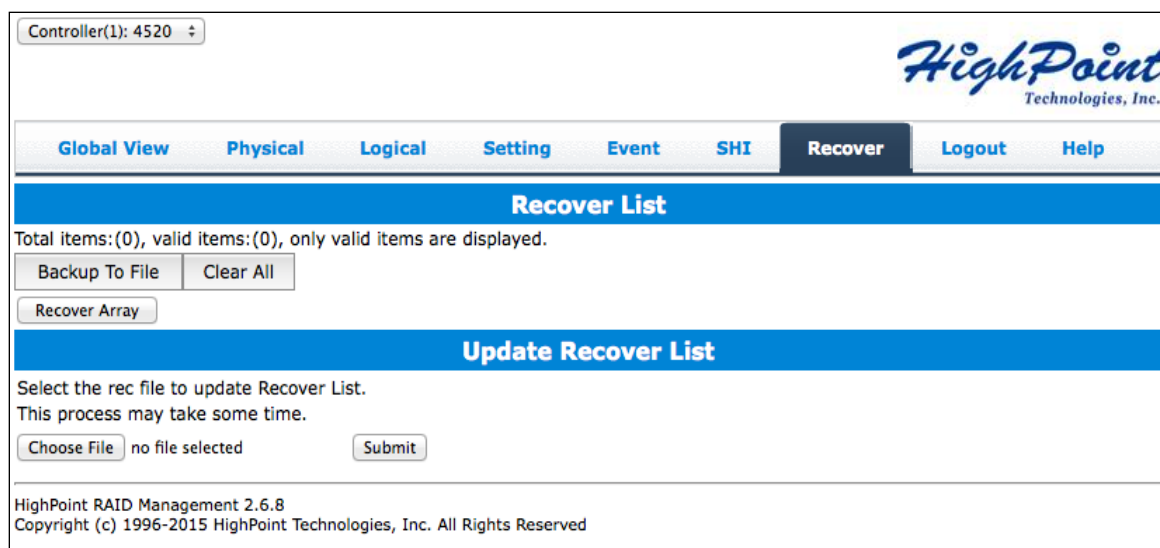 Controller(1): 4520
HighPoint
Technologies, Inc.
Global View Physical Logical Setting Event SHI Recover Logout Help
Recover List
Total items:(0), valid items:(0), only valid items are displayed.
Backup To File Clear All
Recover Array
Update Recover List
Select the rec file to update Recover List.
This process may take some time.
Choose File no file selected Submit
HighPoint RAID Management 2.6.8
Copyright (c) 1996-2015 HighPoint Technologies, Inc. All Rights Reserved